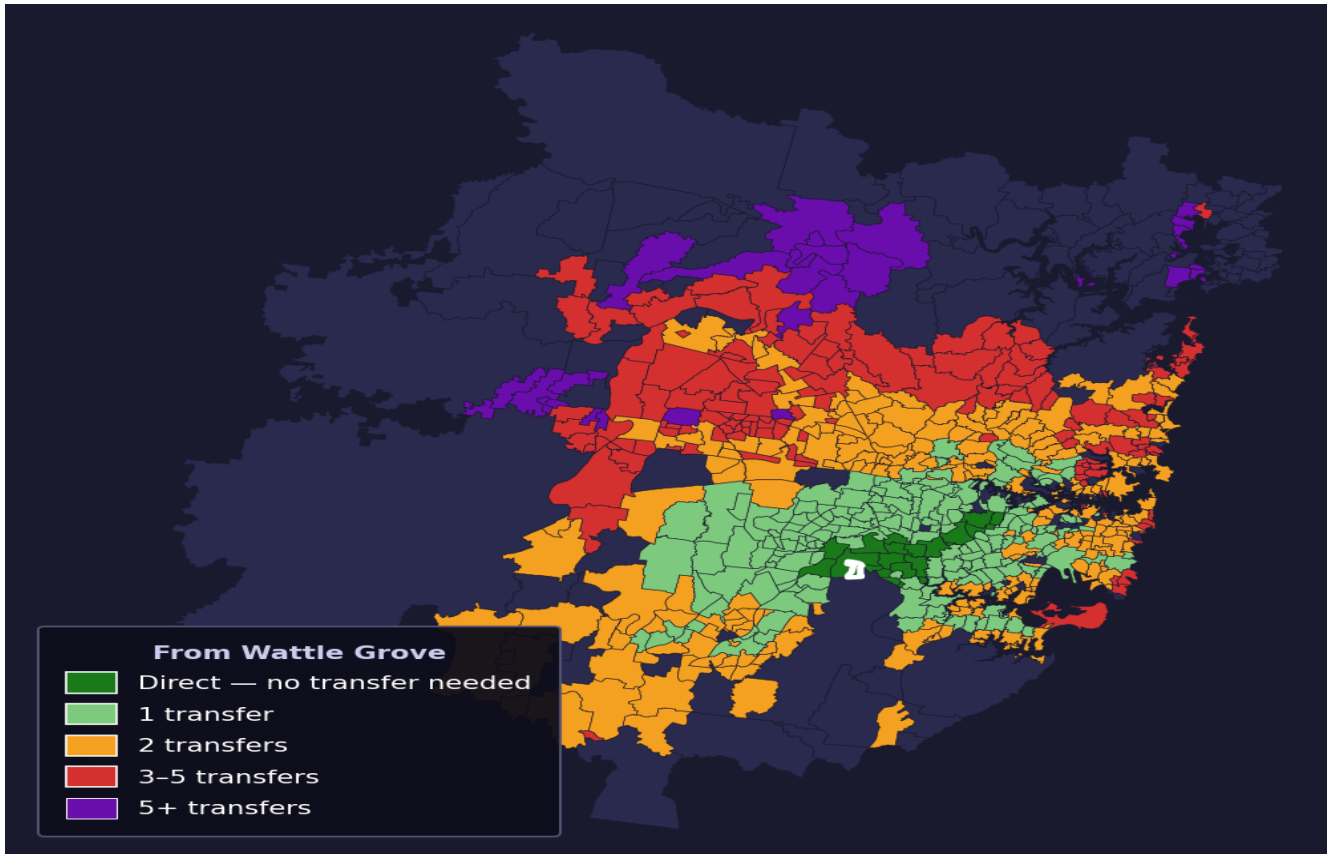 From Wattle Grove
Direct — no transfer needed
1 transfer
2 transfers
3–5 transfers
5+ transfers